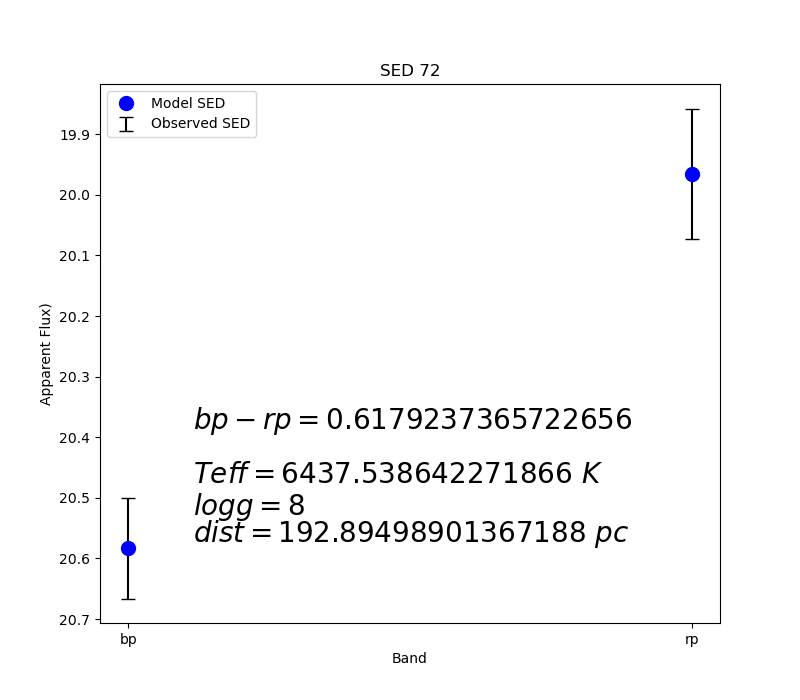 SED 72
Model SED
Observed SED
19.9
20.0
20.1
20.2
20.3
20.4
20.5
20.6
20.7
Apparent Flux)
bp − rp = 0.6179237365722656
Teff = 6437.538642271866 K
logg = 8
dist = 192.89498901367188 pc
bp
rp
Band